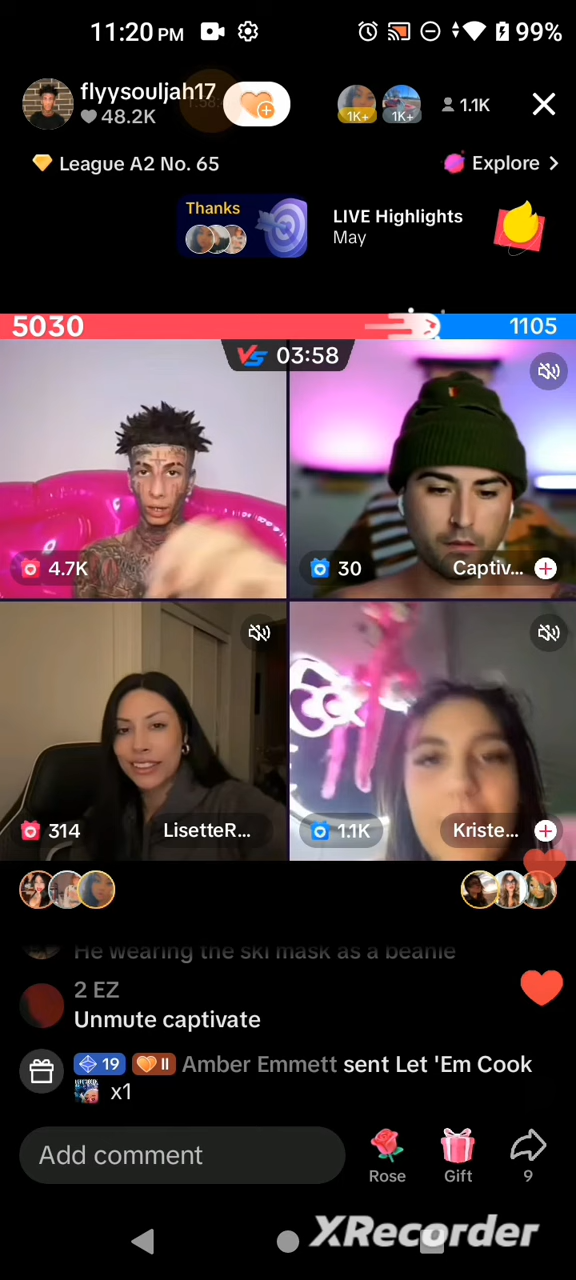 11:20 PM 99%
flyysouljah17
48.2K
1K+ 1K+ 1.1K
League A2 No. 65 Explore >
Thanks
LIVE Highlights
May
5030 1105
VS 03:58
4.7K
30 Captiv...
314 LisetteR...
1.1K Kriste...
He wearing the ski mask as a beanie
2 EZ
Unmute captivate
19 II Amber Emmett sent Let 'Em Cook
x1
Add comment
Rose Gift 9
XRecorder